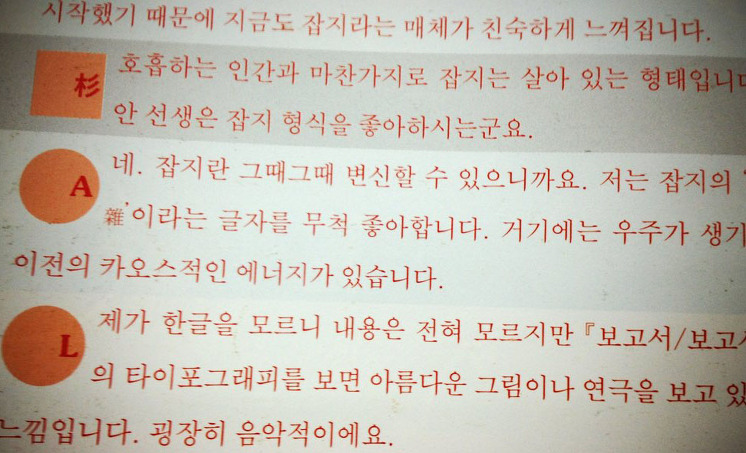 시작했기 때문에 지금도 잡지라는 매체가 친숙하게 느껴집니다.
杉 호흡하는 인간과 마찬가지로 잡지는 살아 있는 형태입니다
안 선생은 잡지 형식을 좋아하시는군요.
A 네. 잡지란 그때그때 변신할 수 있으니까요. 저는 잡지의 '
雜'이라는 글자를 무척 좋아합니다. 거기에는 우주가 생기
이전의 카오스적인 에너지가 있습니다.
L 제가 한글을 모르니 내용은 전혀 모르지만 『보고서/보고서
의 타이포그래피를 보면 아름다운 그림이나 연극을 보고 있
느낌입니다. 굉장히 음악적이에요.